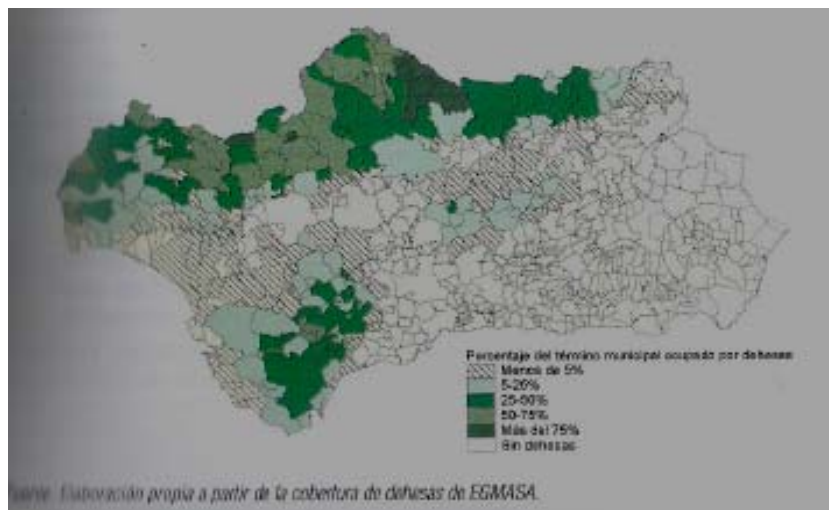 Porcentaje del término municipal ocupado por dehesas
Menos de 5%
5-25%
25-50%
50-75%
Más del 75%
Sin dehesas
Fuente: Elaboración propia a partir de la cobertura de dehesas de EGMASA.